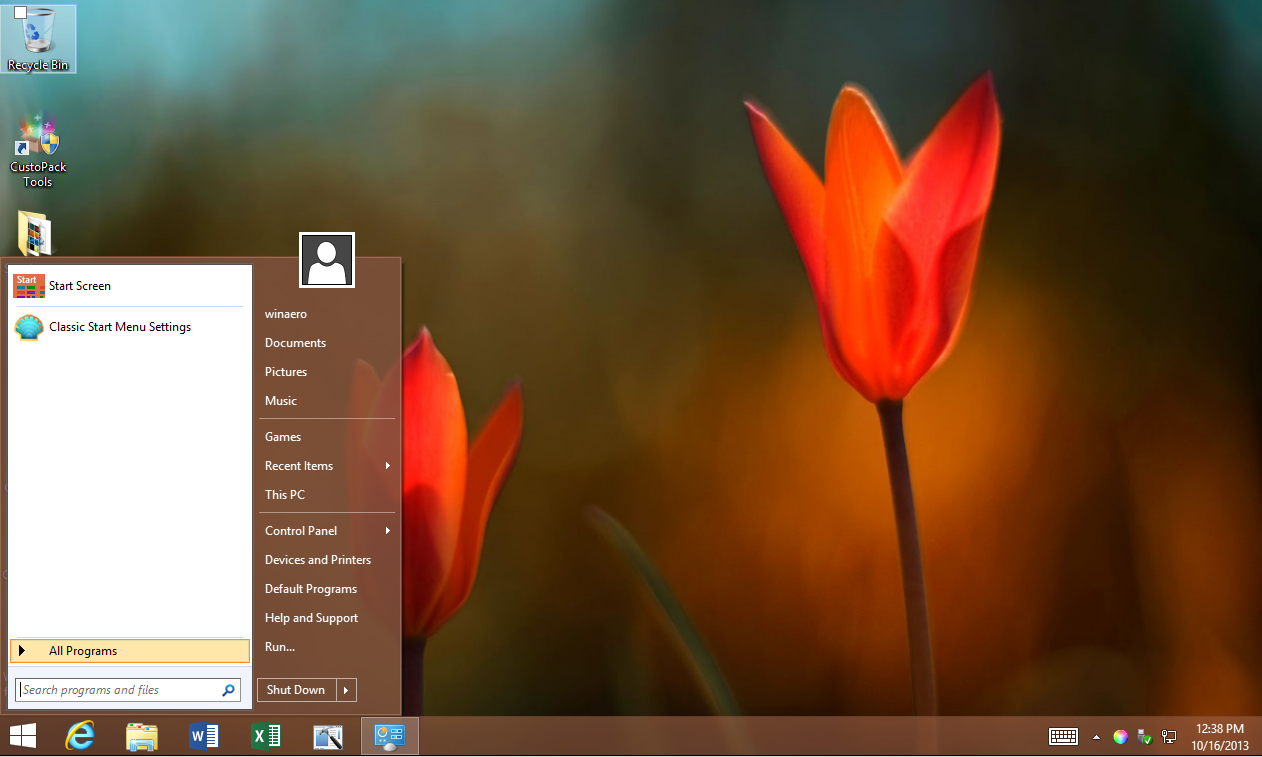 Recycle Bin
CustoPack
Tools
Start
Start Screen
Classic Start Menu Settings
All Programs
Search programs and files
winaero
Documents
Pictures
Music
Games
Recent Items
This PC
Control Panel
Devices and Printers
Default Programs
Help and Support
Run...
Shut Down
12:38 PM
10/16/2013